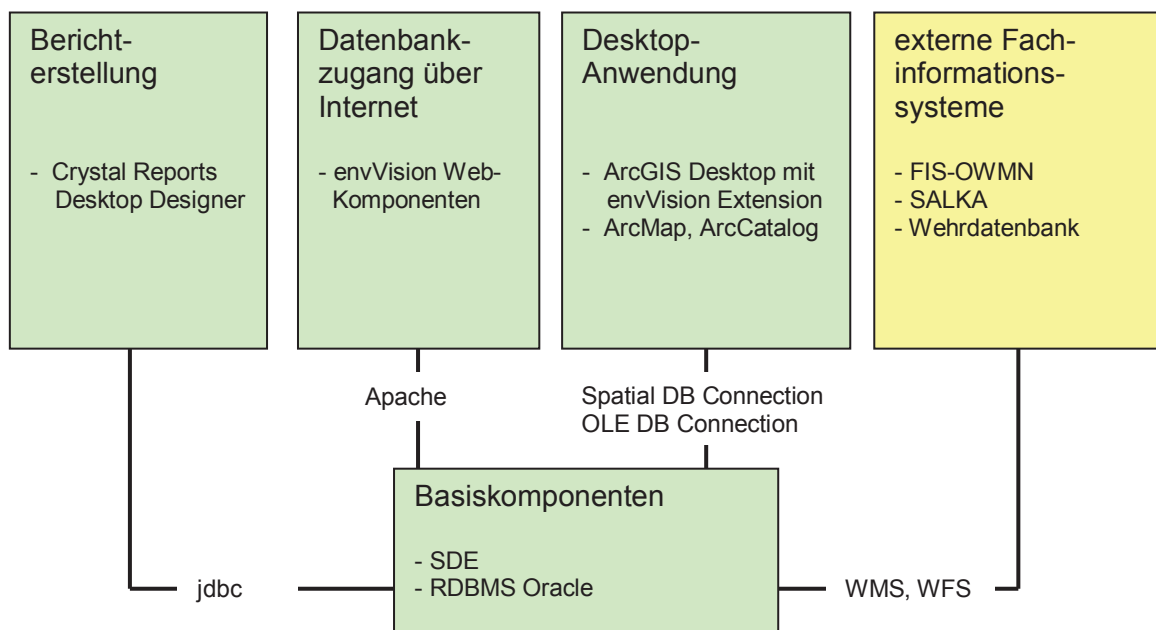 Bericht-
erstellung
- Crystal Reports
Desktop Designer
Datenbank-
zugang über
Internet
- envVision Web-
Komponenten
Desktop-
Anwendung
- ArcGIS Desktop mit
envVision Extension
- ArcMap, ArcCatalog
externe Fach-
informations-
systeme
- FIS-OWMN
- SALKA
- Wehrdatenbank
Apache
Spatial DB Connection
OLE DB Connection
Basiskomponenten
- SDE
- RDBMS Oracle
jdbc
WMS, WFS